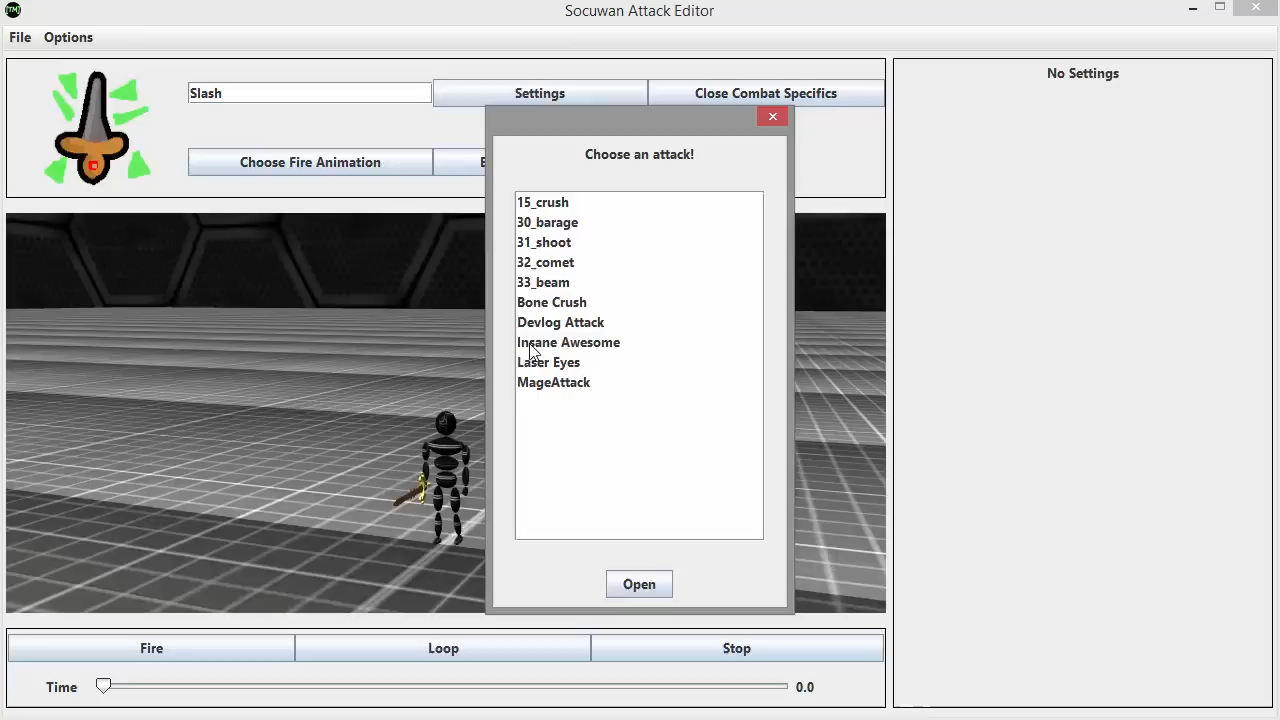 Socuwan Attack Editor
File Options
Slash
Settings
Close Combat Specifics
No Settings
Choose Fire Animation
Choose an attack!
15_crush
30_barage
31_shoot
32_comet
33_beam
Bone Crush
Devlog Attack
Insane Awesome
Laser Eyes
MageAttack
Open
Fire
Loop
Stop
Time
0.0